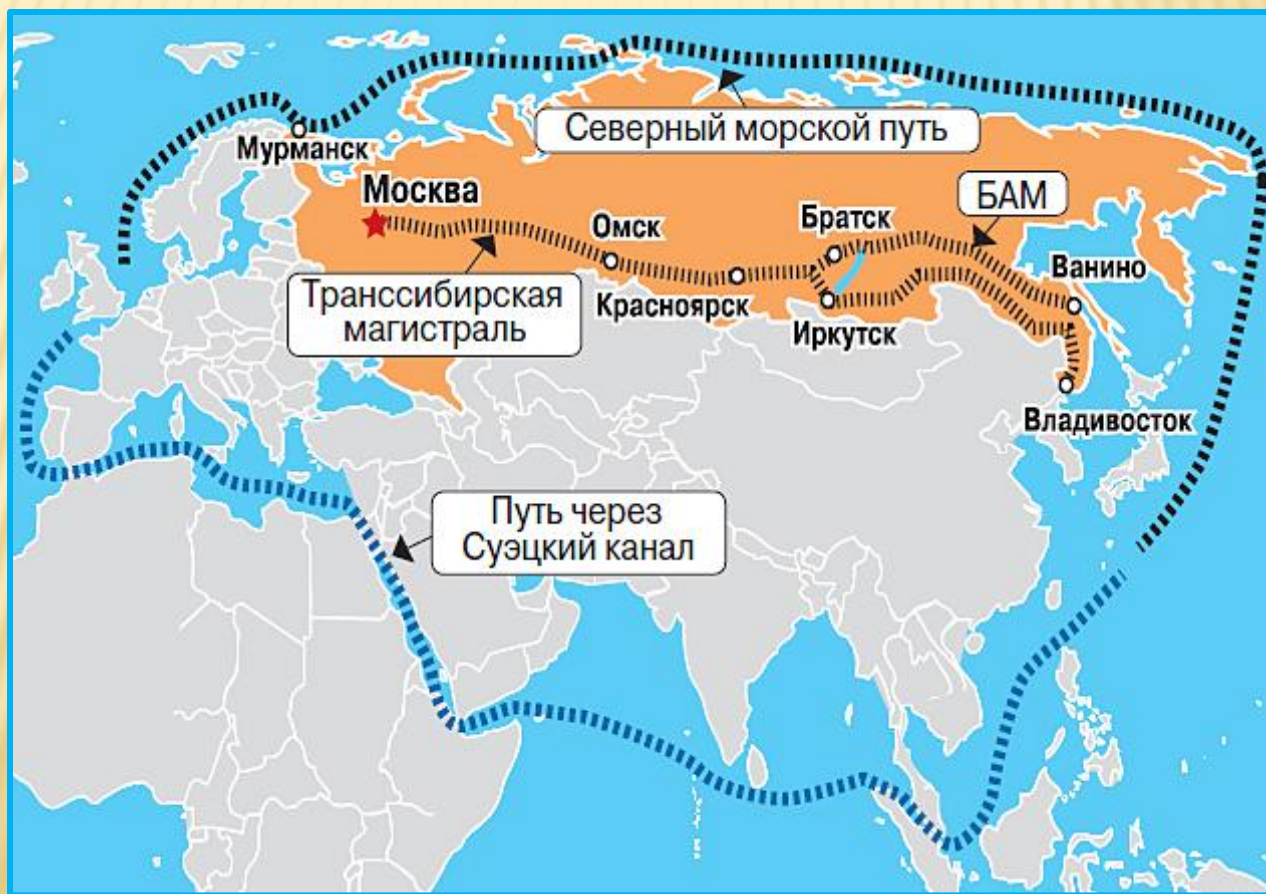 Северный морской путь
Мурманск
Москва
БАМ
Братск
Омск
Ванино
Транссибирская
магистраль
Красноярск
Иркутск
Владивосток
Путь через
Суэцкий канал